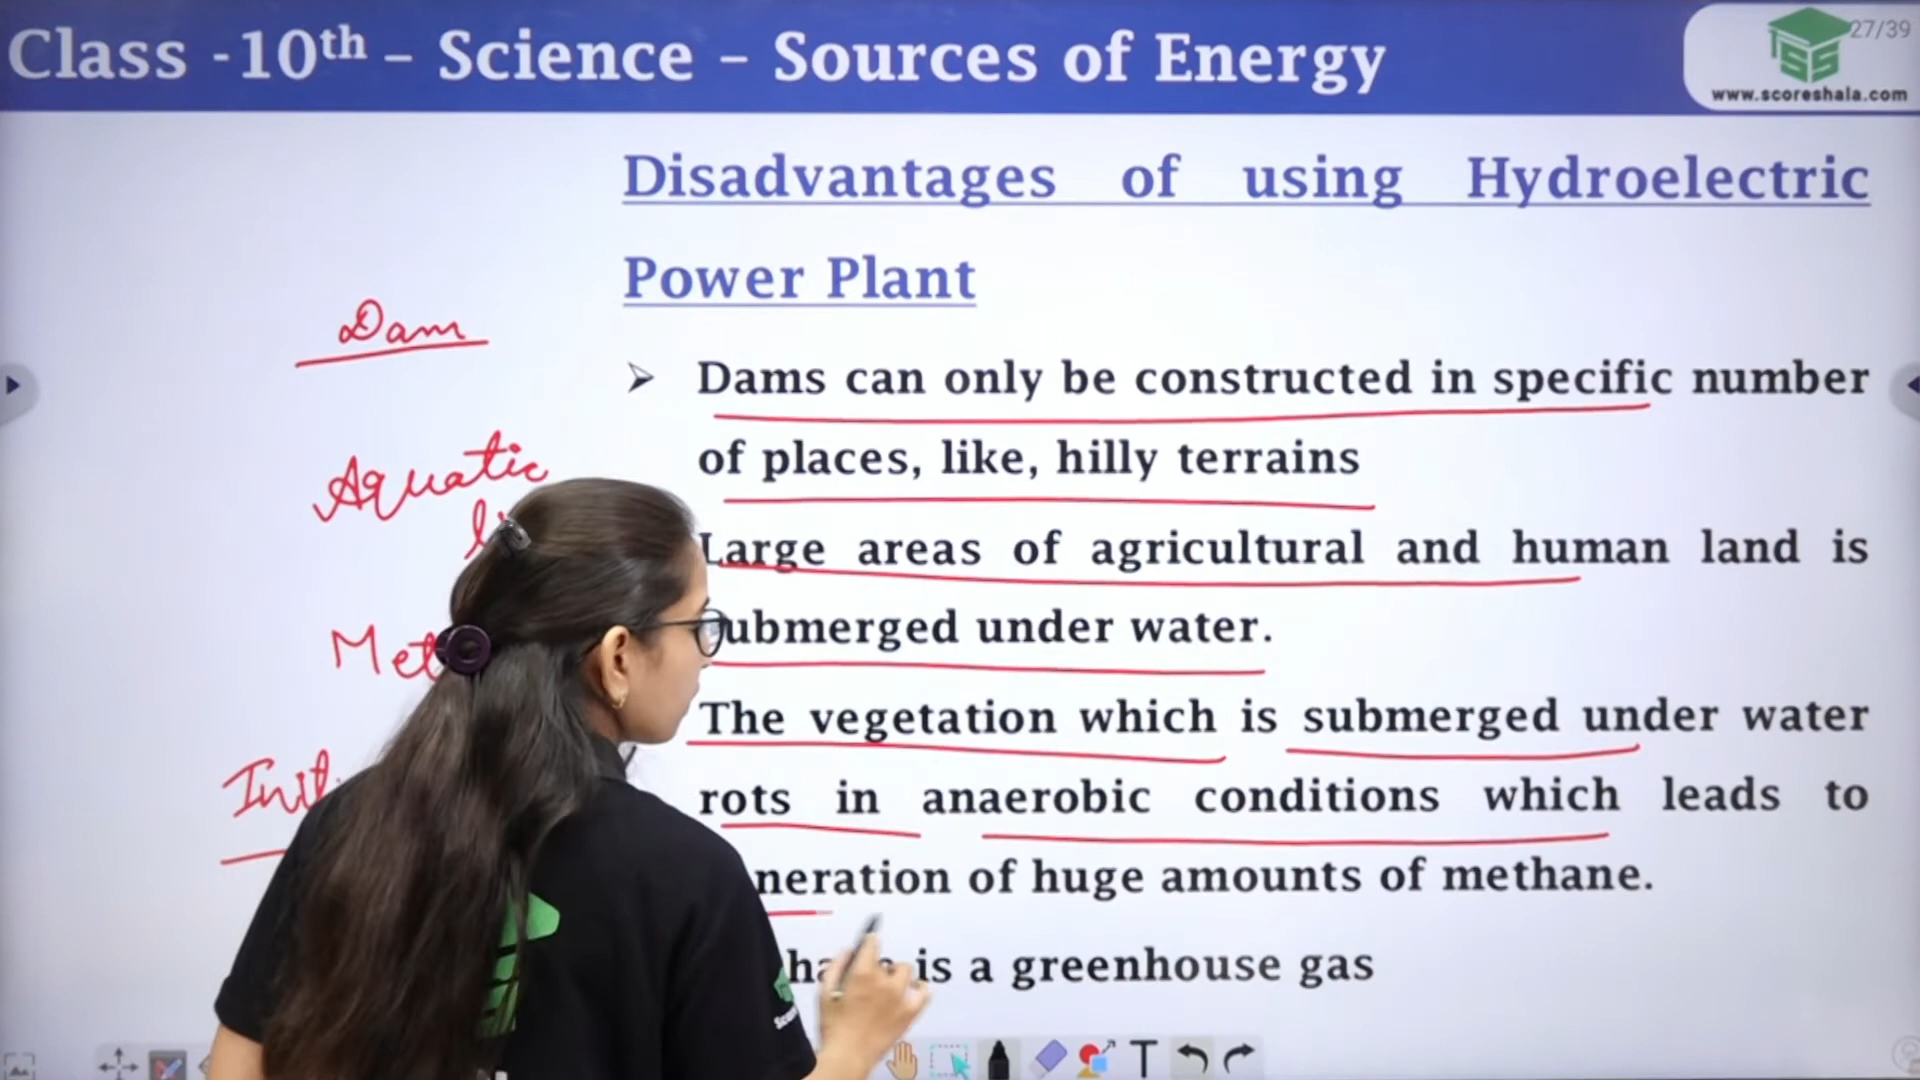 Class -10th – Science – Sources of Energy
27/39
www.scoreshala.com
Disadvantages of using Hydroelectric
Power Plant
Dam
➢ Dams can only be constructed in specific number
of places, like, hilly terrains
Aquatic
Large areas of agricultural and human land is
submerged under water.
The vegetation which is submerged under water
rots in anaerobic conditions which leads to
neration of huge amounts of methane.
is a greenhouse gas